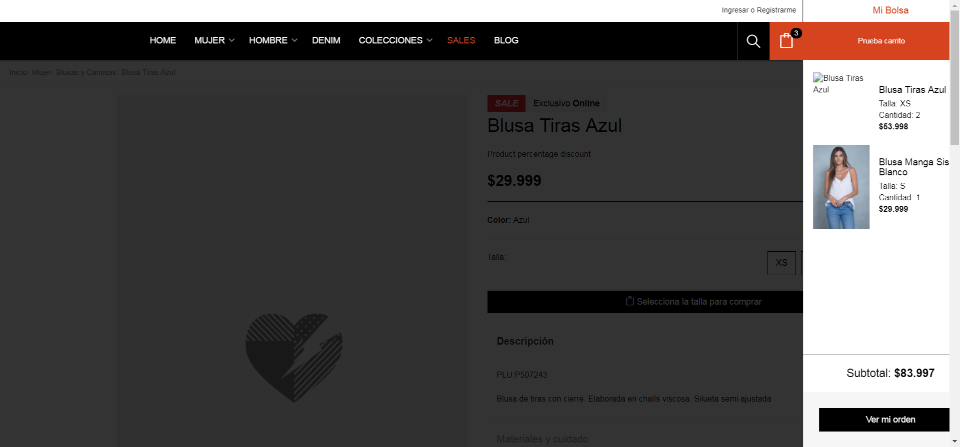 Ingresar o Registrarme
Mi Bolsa
HOME
MUJER
HOMBRE
DENIM
COLECCIONES
SALES
BLOG
3
Prueba carrito
Inicio Mujer Blusas y Camisas Blusa Tiras Azul
SALE
Exclusivo Online
Blusa Tiras Azul
Product percentage discount
$29.999
Color: Azul
Talla:
XS
Selecciona la talla para comprar
Descripción
PLU:P507243
Blusa de tiras con cierre. Elaborada en challs viscosa. Silueta semi ajustada
Materiales y cuidado
Blusa Tiras
Azul
Blusa Tiras Azul
Talla: XS
Cantidad: 2
$53.998
Blusa Manga Sis
Blanco
Talla: S
Cantidad: 1
$29.999
Subtotal: $83.997
Ver mi orden